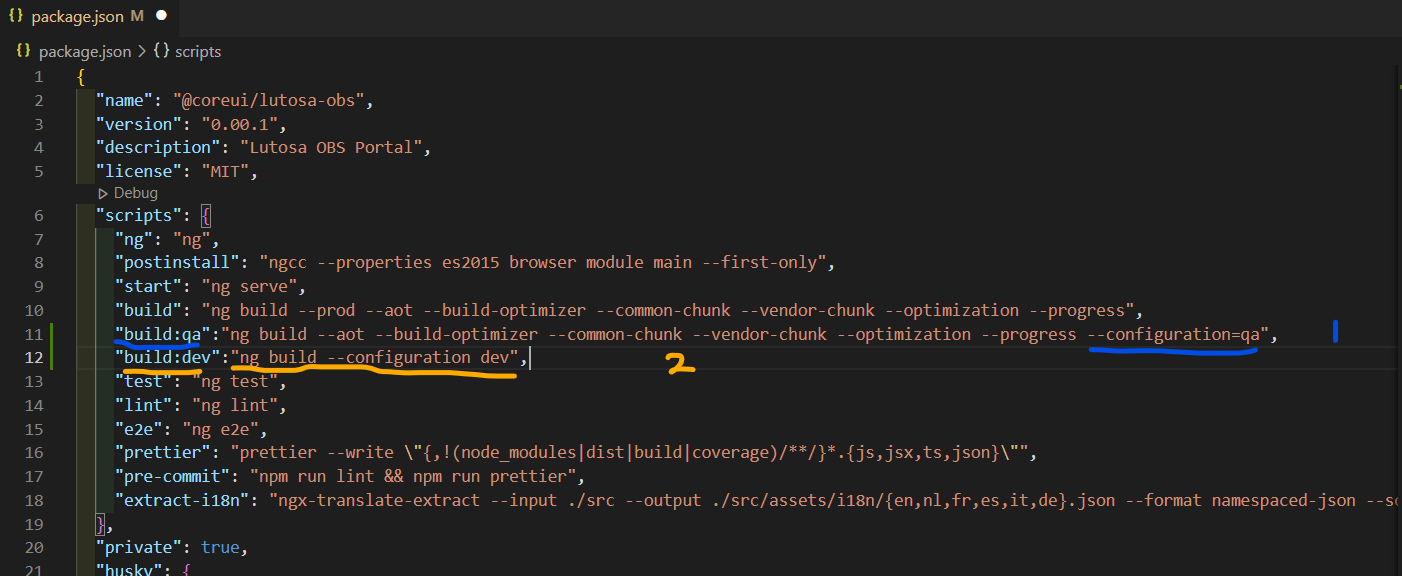 {} package.json M
{} package.json > {} scripts
1 {
2 "name": "@coreui/lutosa-obs",
3 "version": "0.00.1",
4 "description": "Lutosa OBS Portal",
5 "license": "MIT",
Debug
6 "scripts": {
7 "ng": "ng",
8 "postinstall": "ngcc --properties es2015 browser module main --first-only",
9 "start": "ng serve",
10 "build": "ng build --prod --aot --build-optimizer --common-chunk --vendor-chunk --optimization --progress",
11 "build:qa":"ng build --aot --build-optimizer --common-chunk --vendor-chunk --optimization --progress --configuration=qa", 1
12 "build:dev":"ng build --configuration dev", 2
13 "test": "ng test",
14 "lint": "ng lint",
15 "e2e": "ng e2e",
16 "prettier": "prettier --write \"{,!(node_modules|dist|build|coverage)/**/}*.{js,jsx,ts,json}\"",
17 "pre-commit": "npm run lint && npm run prettier",
18 "extract-i18n": "ngx-translate-extract --input ./src --output ./src/assets/i18n/{en,nl,fr,es,it,de}.json --format namespaced-json --so
19 },
20 "private": true,
21 "husky": {